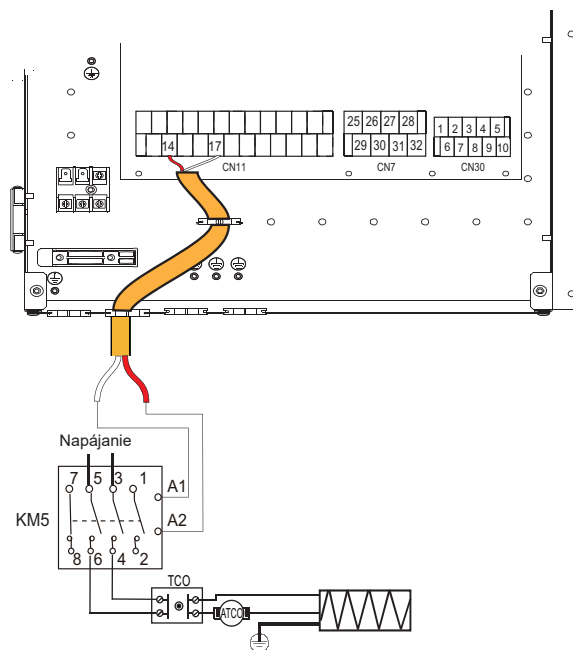 25 26 27 28
1 2 3 4 5
14 17
29 30 31 32
6 7 8 9 10
CN11 CN7 CN30
Napájanie
7 5 3 1
A1
KM5
A2
8 6 4 2
TCO
ATCO